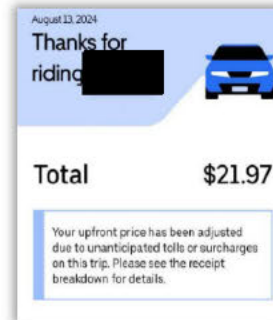 August 13, 2024
Thanks for
riding
Total $21.97
Your upfront price has been adjusted
due to unanticipated tolls or surcharges
on this trip. Please see the receipt
breakdown for details.